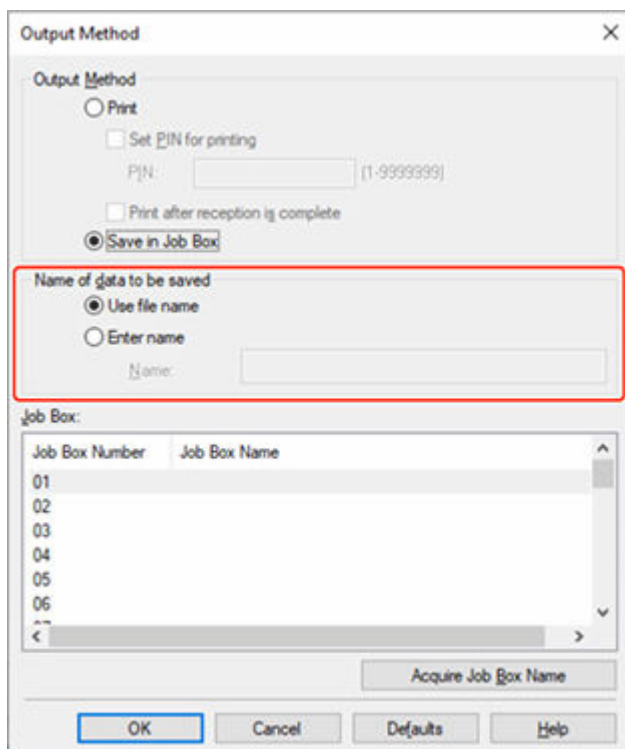 Output Method
Output Method
Print
Set PIN for printing
PIN: [1-9999999]
Print after reception is complete
Save in Job Box
Name of data to be saved
Use file name
Enter name
Name:
Job Box:
Job Box Number Job Box Name
01
02
03
04
05
06
Acquire Job Box Name
OK Cancel Defaults Help